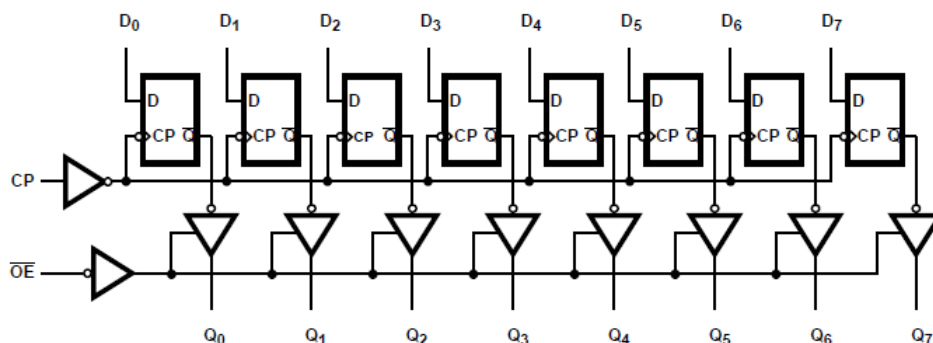 D0 D1 D2 D3 D4 D5 D6 D7
D D D D D D D D
CP Q̅ CP Q̅ CP Q̅ CP Q̅ CP Q̅ CP Q̅ CP Q̅ CP Q̅
CP
O̅E̅
Q0 Q1 Q2 Q3 Q4 Q5 Q6 Q7